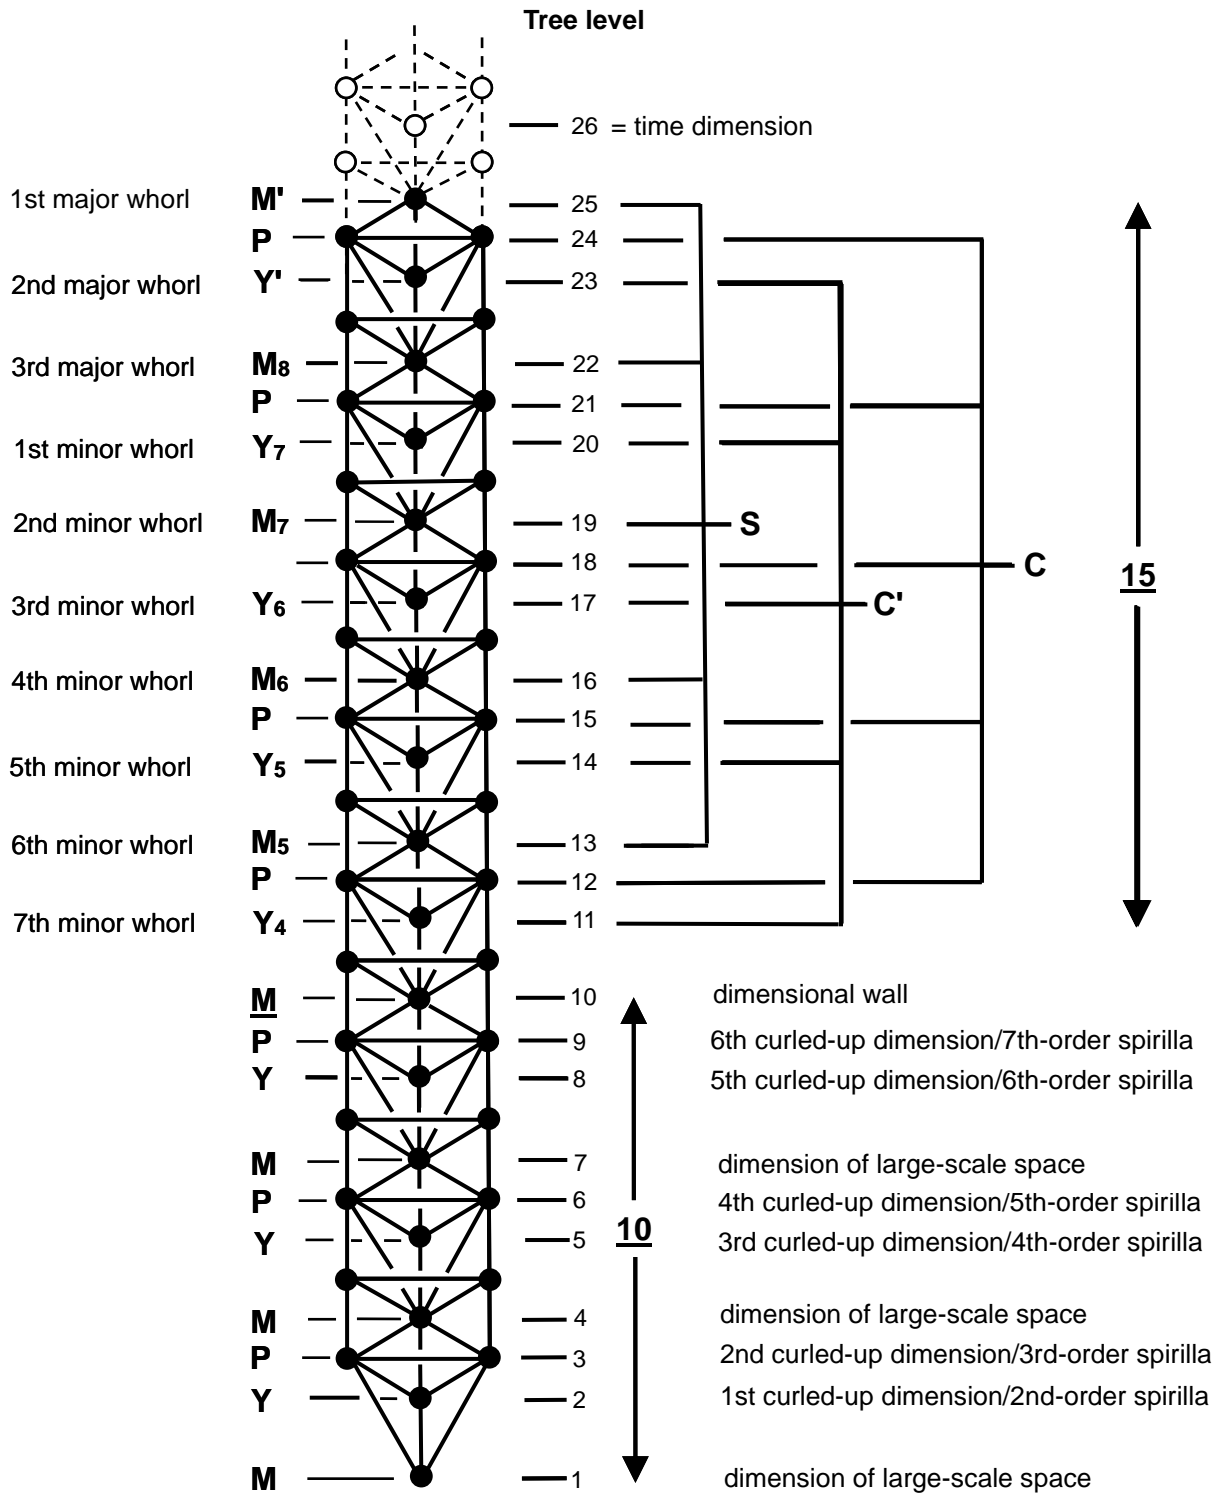 Tree level
26 = time dimension
1st major whorl M' 25
P 24
2nd major whorl Y' 23
3rd major whorl M8 22
P 21
1st minor whorl Y7 20
2nd minor whorl M7 19 S
18 C
15
3rd minor whorl Y6 17 C'
4th minor whorl M6 16
P 15
5th minor whorl Y5 14
6th minor whorl M5 13
P 12
7th minor whorl Y4 11
M 10 dimensional wall
P 9 6th curled-up dimension/7th-order spirilla
Y 8 5th curled-up dimension/6th-order spirilla
M 7 dimension of large-scale space
P 6 4th curled-up dimension/5th-order spirilla
Y 5 10 3rd curled-up dimension/4th-order spirilla
M 4 dimension of large-scale space
P 3 2nd curled-up dimension/3rd-order spirilla
Y 2 1st curled-up dimension/2nd-order spirilla
M 1 dimension of large-scale space